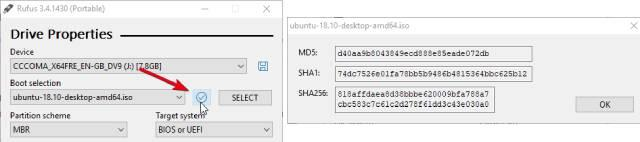 Rufus 3.4.1430 (Portable)
Drive Properties
Device
CCCOMA_X64FRE_EN-GB_DV9 (J:) [7.8GB]
Boot selection
ubuntu-18.10-desktop-amd64.iso
SELECT
Partition scheme
Target system
MBR
BIOS or UEFI
ubuntu-18.10-desktop-amd64.iso
MD5:
d40aa9b8043849ecd888e85eade072db
SHA1:
74dc7526e01fa78bb5b9486b4815364bbc625b12
SHA256:
818affdaea8d38bbbe620009bfa788a7
cbc583c7c61c2d278f61dd3c43e030a0
OK